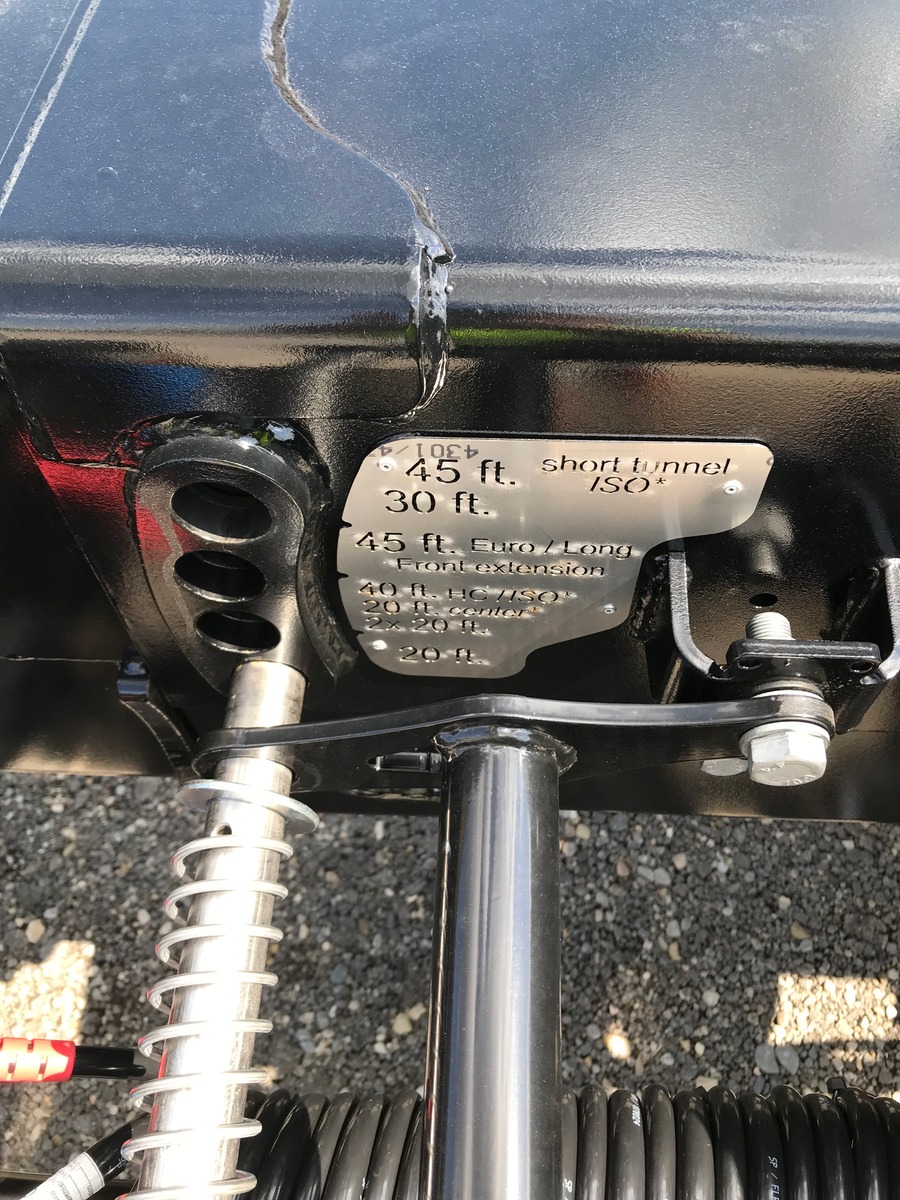 4301/4
45 ft. short tunnel
ISO*
30 ft.
45 ft. Euro / Long
Front extension
40 ft. HC /ISO*
20 ft. center*
2x 20 ft.
20 ft.